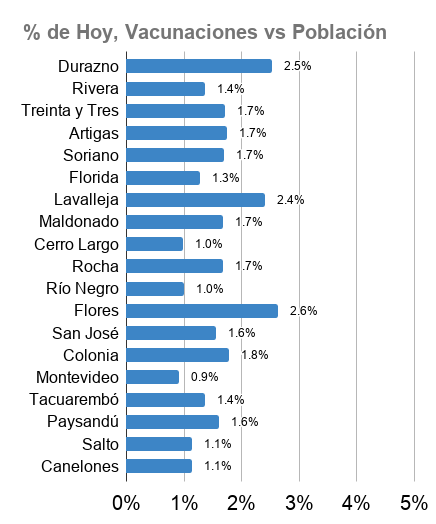 % de Hoy, Vacunaciones vs Población
Durazno 2.5%
Rivera 1.4%
Treinta y Tres 1.7%
Artigas 1.7%
Soriano 1.7%
Florida 1.3%
Lavalleja 2.4%
Maldonado 1.7%
Cerro Largo 1.0%
Rocha 1.7%
Río Negro 1.0%
Flores 2.6%
San José 1.6%
Colonia 1.8%
Montevideo 0.9%
Tacuarembó 1.4%
Paysandú 1.6%
Salto 1.1%
Canelones 1.1%
0% 1% 2% 3% 4% 5%